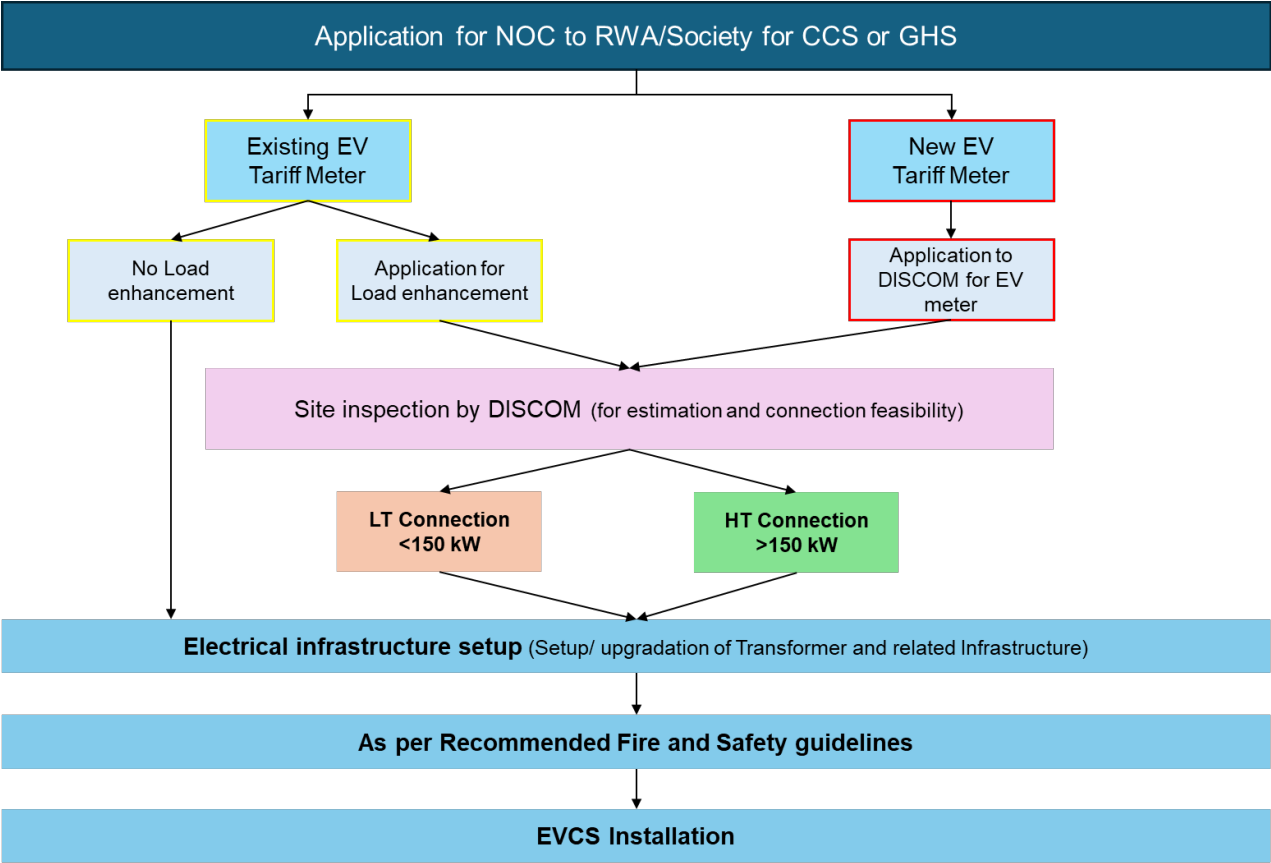 Application for NOC to RWA/Society for CCS or GHS
Existing EV
Tariff Meter
New EV
Tariff Meter
No Load
enhancement
Application for
Load enhancement
Application to
DISCOM for EV
meter
Site inspection by DISCOM (for estimation and connection feasibility)
LT Connection
<150 kW
HT Connection
>150 kW
Electrical infrastructure setup (Setup/ upgradation of Transformer and related Infrastructure)
As per Recommended Fire and Safety guidelines
EVCS Installation